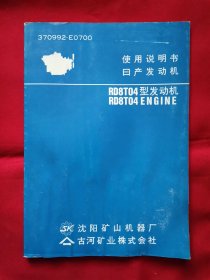 370992-E0700
使用说明书
日产发动机
RD8T04型发动机
RD8T04 ENGINE
SK 沈阳矿山机器厂
古河矿业株式会社